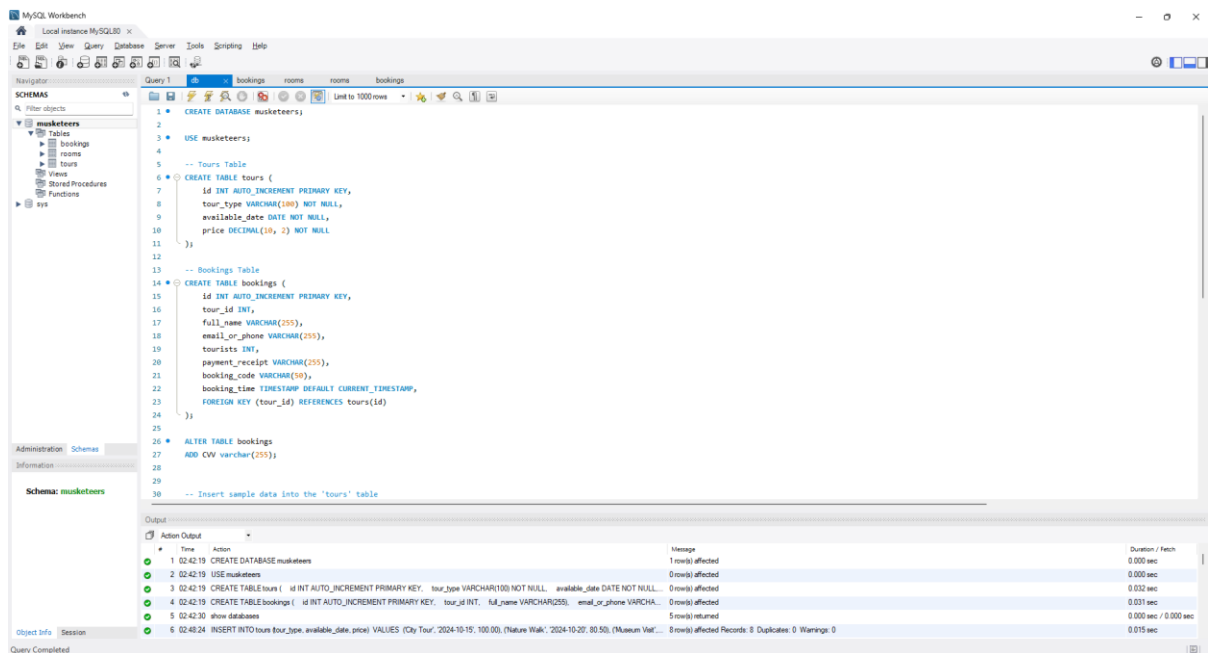 MySQL Workbench
Local instance MySQL80 ×
File Edit View Query Database Server Tools Scripting Help
Navigator
SCHEMAS
Filter objects
musketeers
Tables
bookings
rooms
tours
Views
Stored Procedures
Functions
sys
Administration Schemas
Information
Schema: musketeers
Object Info Session
Query Completed
Query 1 db × bookings rooms rooms bookings
Limit to 1000 rows
1 CREATE DATABASE musketeers;
2
3 USE musketeers;
4
5 -- Tours Table
6 CREATE TABLE tours (
7 id INT AUTO_INCREMENT PRIMARY KEY,
8 tour_type VARCHAR(100) NOT NULL,
9 available_date DATE NOT NULL,
10 price DECIMAL(10, 2) NOT NULL
11 );
12
13 -- Bookings Table
14 CREATE TABLE bookings (
15 id INT AUTO_INCREMENT PRIMARY KEY,
16 tour_id INT,
17 full_name VARCHAR(255),
18 email_or_phone VARCHAR(255),
19 tourists INT,
20 payment_receipt VARCHAR(255),
21 booking_code VARCHAR(50),
22 booking_time TIMESTAMP DEFAULT CURRENT_TIMESTAMP,
23 FOREIGN KEY (tour_id) REFERENCES tours(id)
24 );
25
26 ALTER TABLE bookings
27 ADD CVV varchar(255);
28
29
30 -- Insert sample data into the 'tours' table
Output
Action Output
# Time Action Message Duration / Fetch
1 02:42:19 CREATE DATABASE musketeers 1 row(s) affected 0.000 sec
2 02:42:19 USE musketeers 0 row(s) affected 0.000 sec
3 02:42:19 CREATE TABLE tours ( id INT AUTO_INCREMENT PRIMARY KEY, tour_type VARCHAR(100) NOT NULL, available_date DATE NOT NULL,... 0 row(s) affected 0.032 sec
4 02:42:19 CREATE TABLE bookings ( id INT AUTO_INCREMENT PRIMARY KEY, tour_id INT, full_name VARCHAR(255), email_or_phone VARCHA... 0 row(s) affected 0.031 sec
5 02:42:30 show databases 5 row(s) returned 0.000 sec / 0.000 sec
6 02:48:24 INSERT INTO tours (tour_type, available_date, price) VALUES ('City Tour', '2024-10-15', 100.00), ('Nature Walk', '2024-10-20', 80.50), ('Museum Visit',... 8 row(s) affected Records: 8 Duplicates: 0 Warnings: 0 0.015 sec